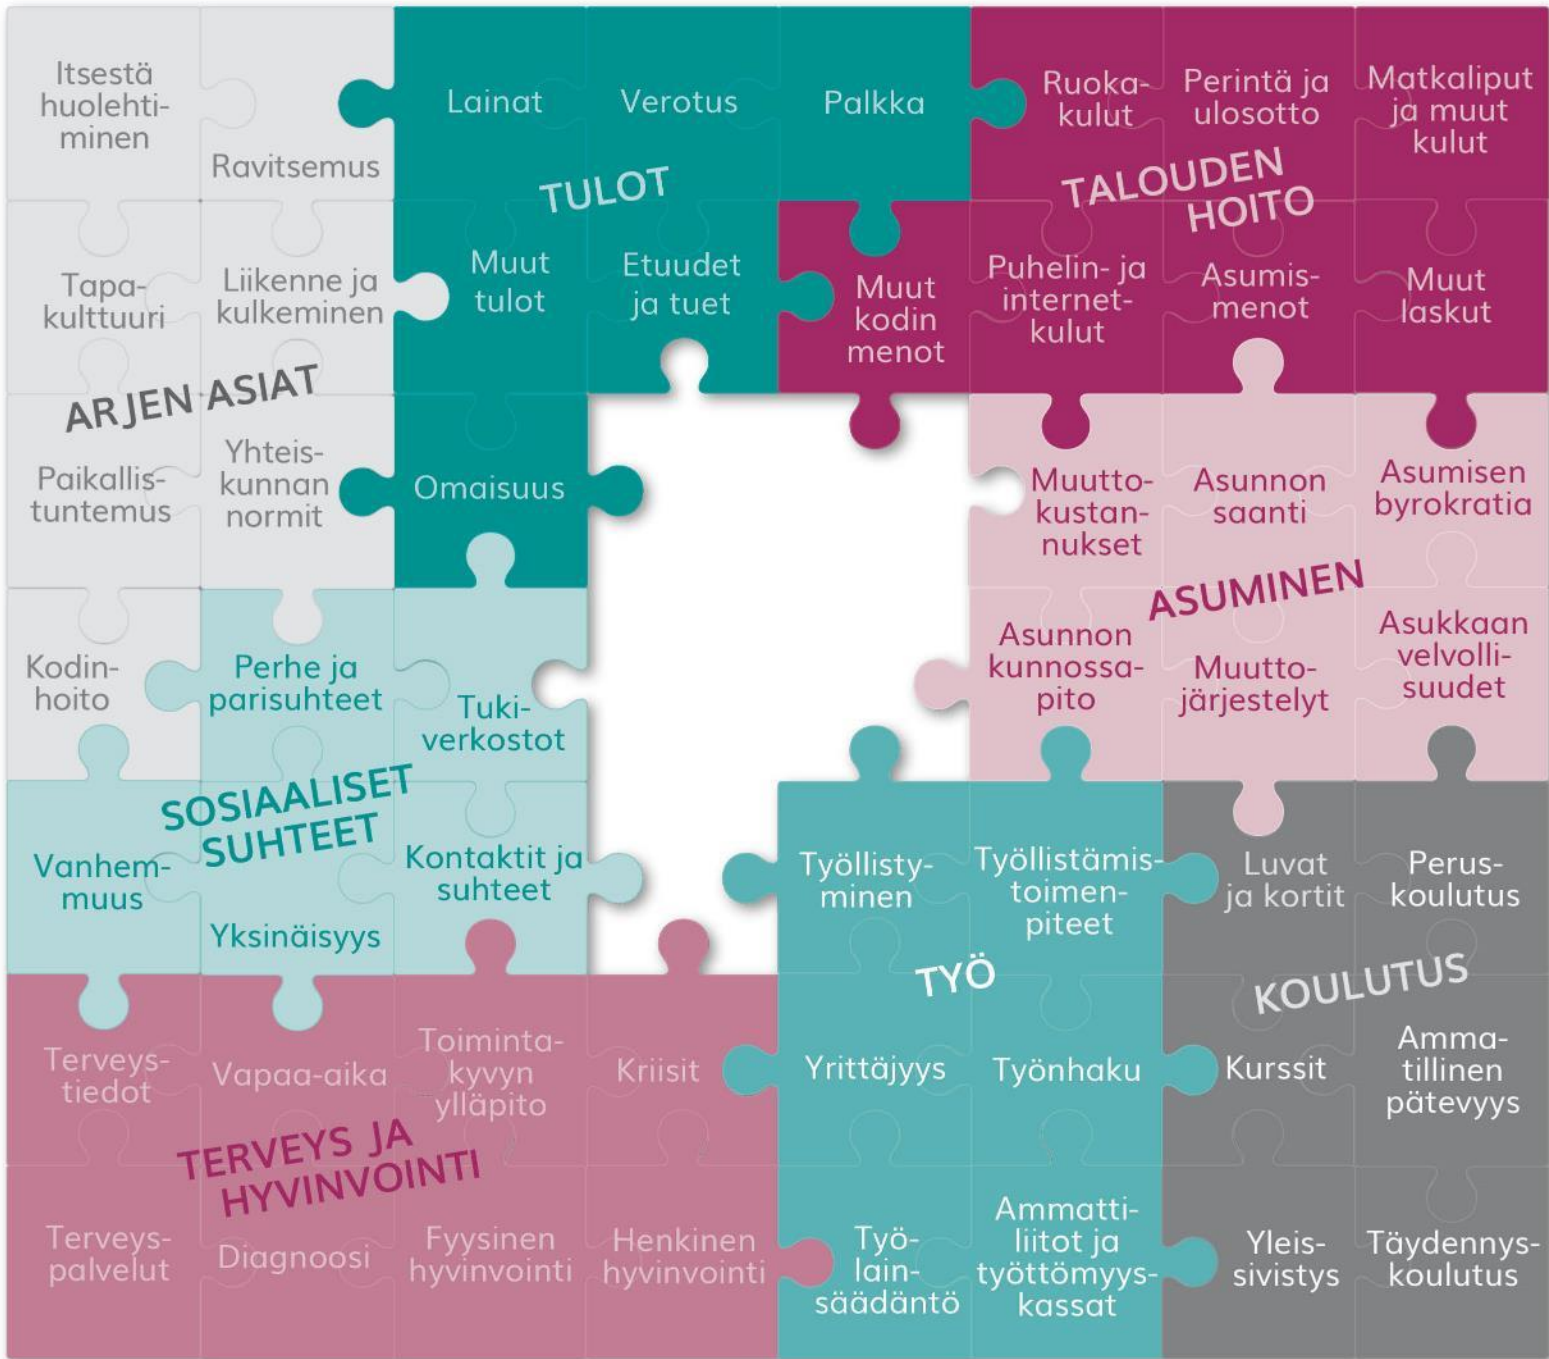 Itsestä
huolehti-
minen
Ravitsemus
Tapa-
kulttuuri
Liikenne ja
kulkeminen
ARJEN ASIAT
Paikallis-
tuntemus
Yhteis-
kunnan
normit
Kodin-
hoito
Lainat
Verotus
Palkka
TULOT
Muut
tulot
Etuudet
ja tuet
Omaisuus
Ruoka-
kulut
Perintä ja
ulosotto
Matkaliput
ja muut
kulut
TALOUDEN
HOITO
Muut
kodin
menot
Puhelin- ja
internet-
kulut
Asumis-
menot
Muut
laskut
Muutto-
kustan-
nukset
Asunnon
saanti
Asumisen
byrokratia
ASUMINEN
Asunnon
kunnossa-
pito
Muutto-
järjestelyt
Asukkaan
velvolli-
suudet
Perhe ja
parisuhteet
Tuki-
verkostot
SOSIAALISET
SUHTEET
Vanhem-
muus
Yksinäisyys
Kontaktit ja
suhteet
Työllisty-
minen
Työllistämis-
toimen-
piteet
TYÖ
Yrittäjyys
Työnhaku
Työ-
lain-
säädäntö
Ammatti-
liitot ja
työttömyys-
kassat
Luvat
ja kortit
Perus-
koulutus
KOULUTUS
Kurssit
Amma-
tillinen
pätevyys
Yleis-
sivistys
Täydennys-
koulutus
Terveys-
tiedot
Vapaa-aika
Toiminta-
kyvyn
ylläpito
Kriisit
TERVEYS JA
HYVINVOINTI
Terveys-
palvelut
Diagnoosi
Fyysinen
hyvinvointi
Henkinen
hyvinvointi